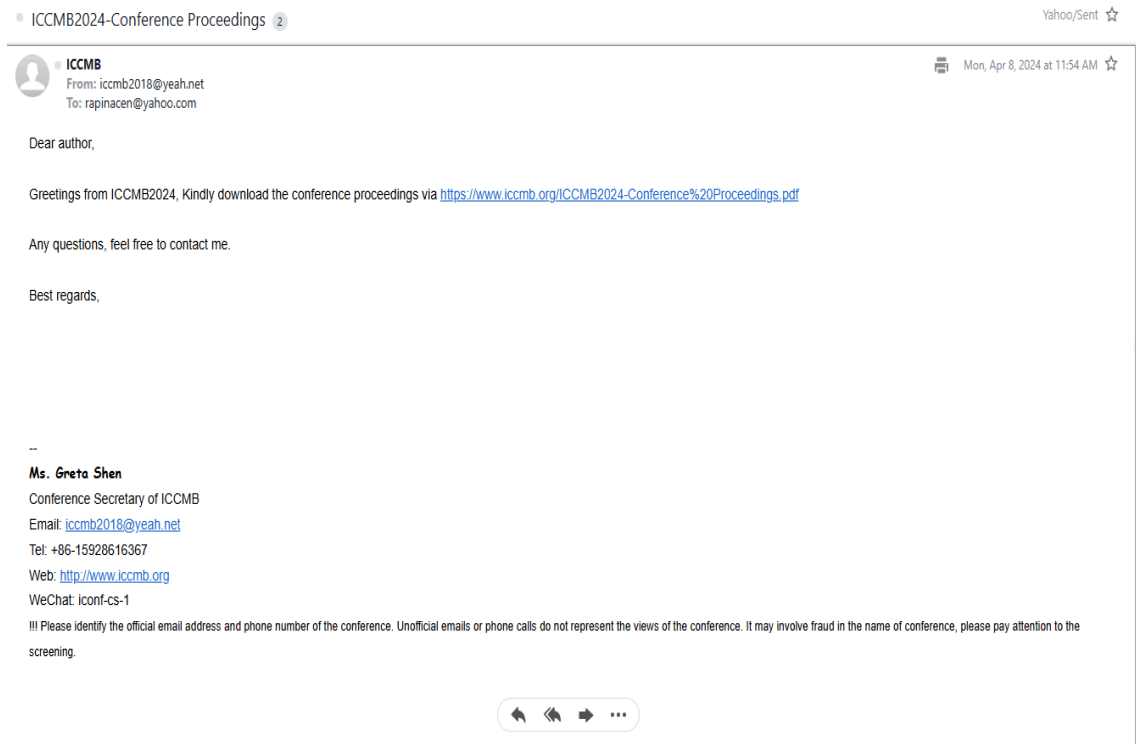 ICCMB2024-Conference Proceedings 2
Yahoo/Sent
ICCMB
From: iccmb2018@yeah.net
To: rapinacen@yahoo.com
Mon, Apr 8, 2024 at 11:54 AM
Dear author,
Greetings from ICCMB2024, Kindly download the conference proceedings via https://www.iccmb.org/ICCMB2024-Conference%20Proceedings.pdf
Any questions, feel free to contact me.
Best regards,
--
Ms. Greta Shen
Conference Secretary of ICCMB
Email: iccmb2018@yeah.net
Tel: +86-15928616367
Web: http://www.iccmb.org
WeChat: iconf-cs-1
!!! Please identify the official email address and phone number of the conference. Unofficial emails or phone calls do not represent the views of the conference. It may involve fraud in the name of conference, please pay attention to the
screening.